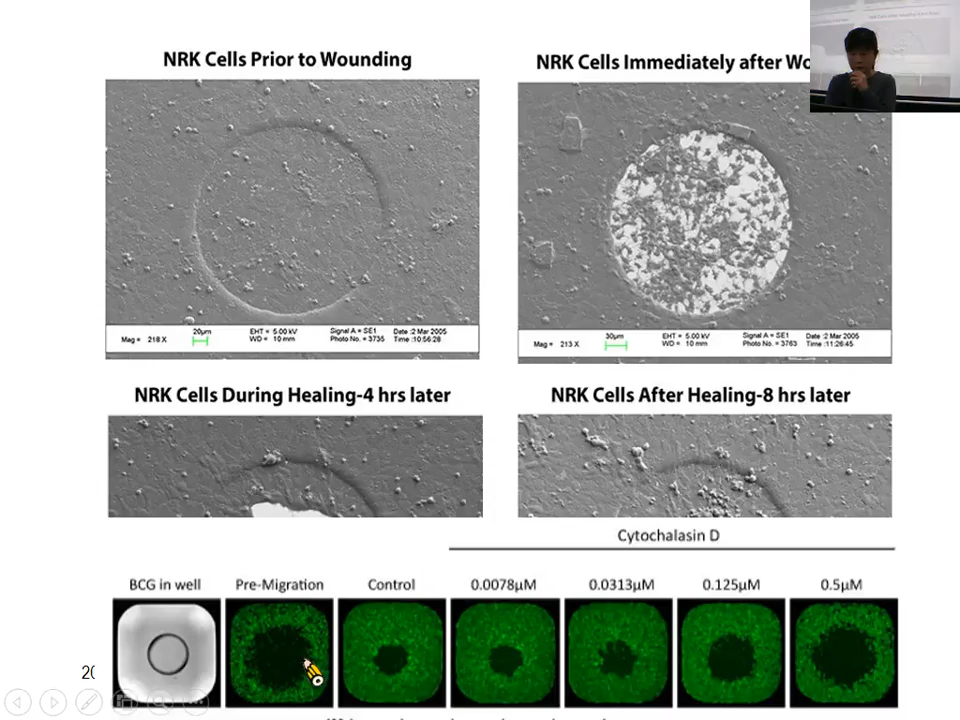 NRK Cells Prior to Wounding
NRK Cells Immediately after
Mag = 218 X 20µm EHT = 5.00 kV Signal A = SE1 Date :2 Mar 2005
WD = 10 mm Photo No. = 3735 Time :10:56:28
Mag = 213 X 30µm EHT = 5.00 kV Signal A = SE1 Date :2 Mar 2005
WD = 10 mm Photo No. = 3763 Time :11:26:45
NRK Cells During Healing-4 hrs later
NRK Cells After Healing-8 hrs later
Cytochalasin D
BCG in well
Pre-Migration
Control
0.0078µM
0.0313µM
0.125µM
0.5µM